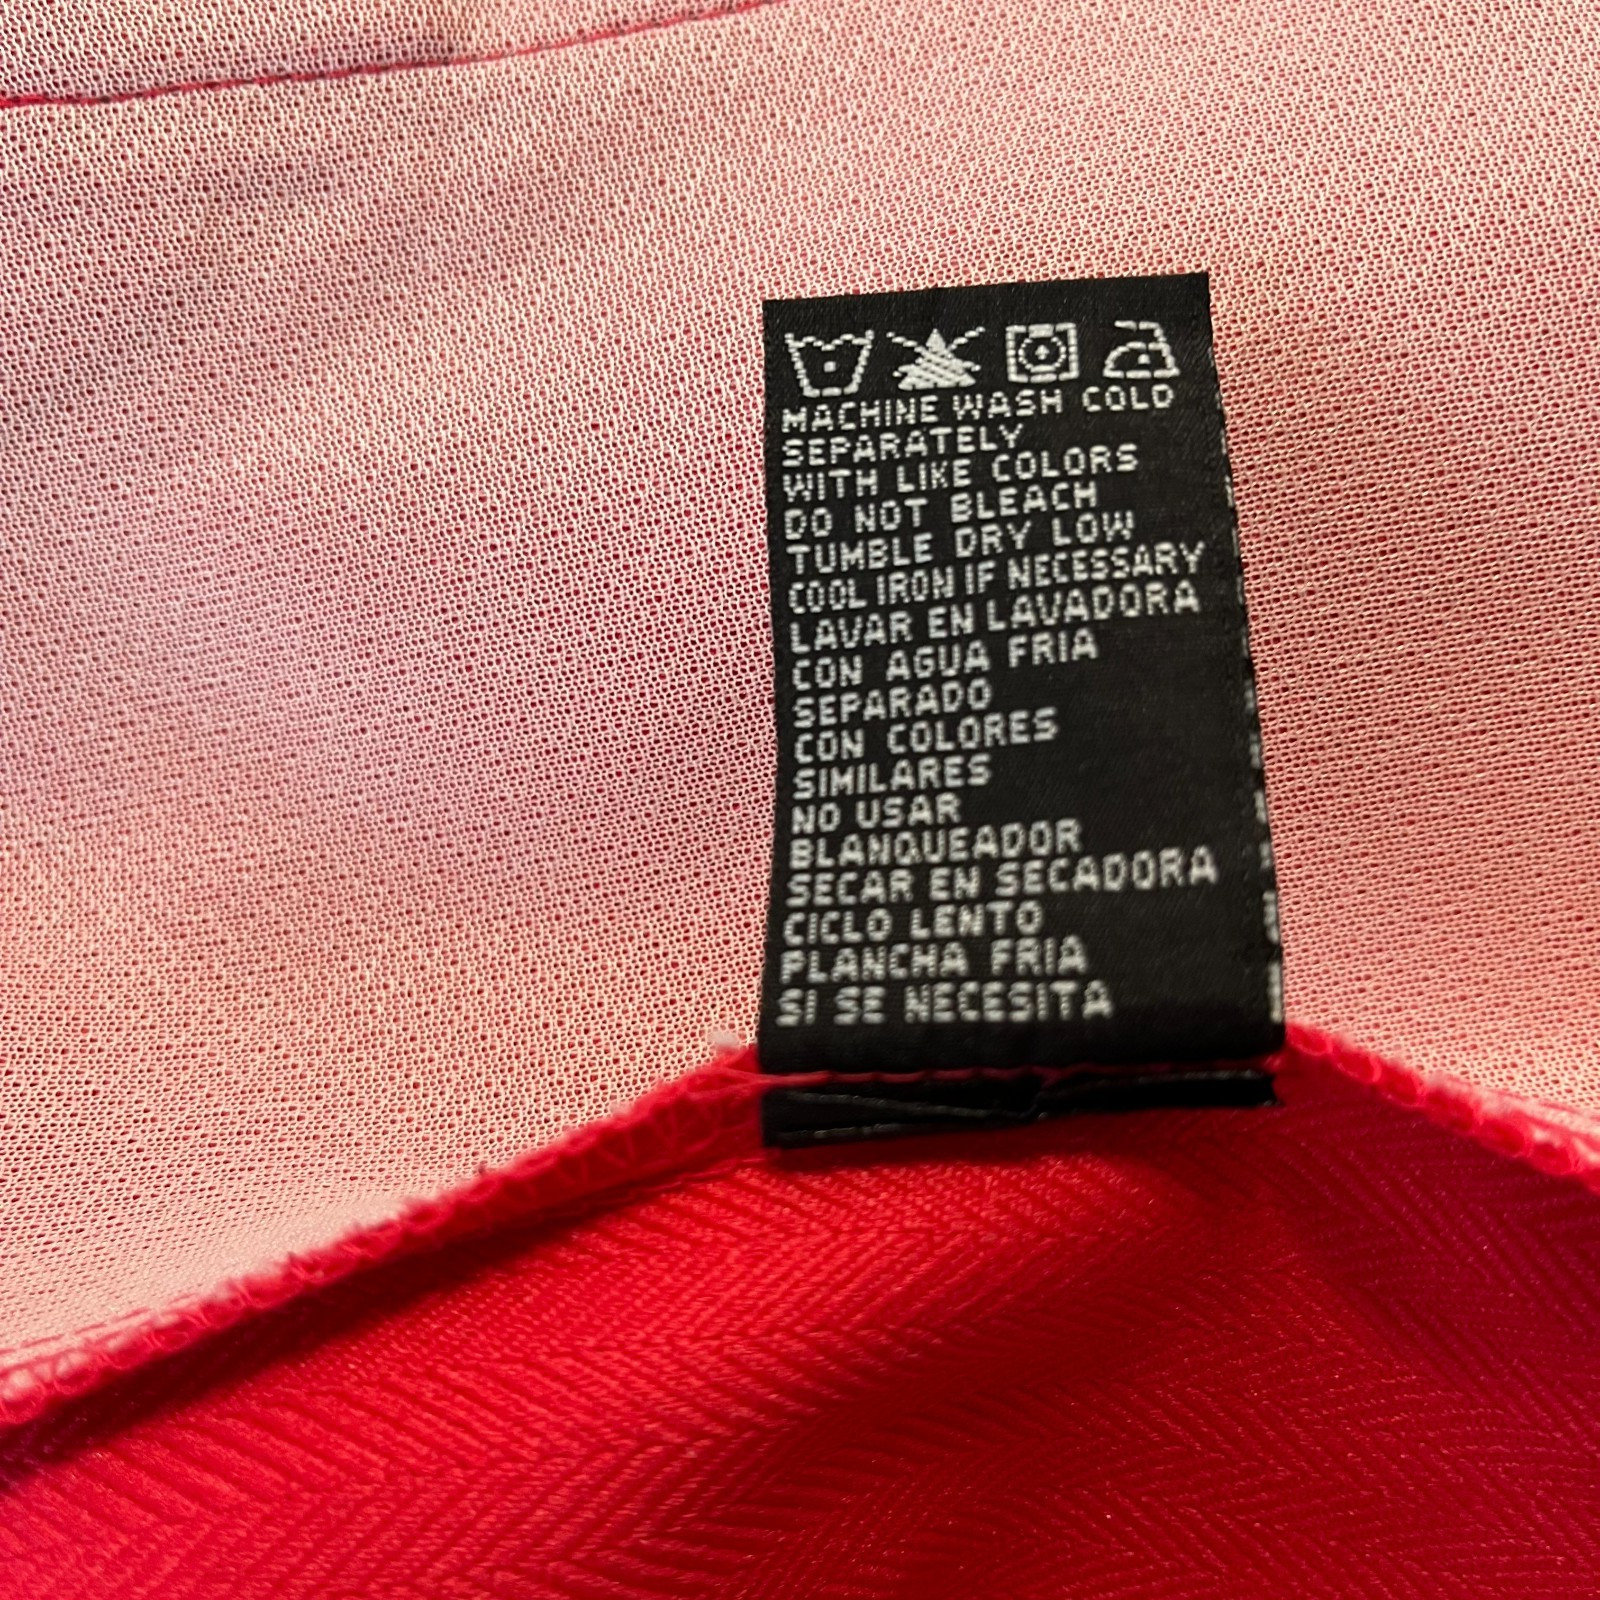 MACHINE WASH COLD
SEPARATELY
WITH LIKE COLORS
DO NOT BLEACH
TUMBLE DRY LOW
COOL IRON IF NECESSARY
LAVAR EN LAVADORA
CON AGUA FRIA
SEPARADO
CON COLORES
SIMILARES
NO USAR
BLANQUEADOR
SECAR EN SECADORA
CICLO LENTO
PLANCHA FRIA
SI SE NECESITA